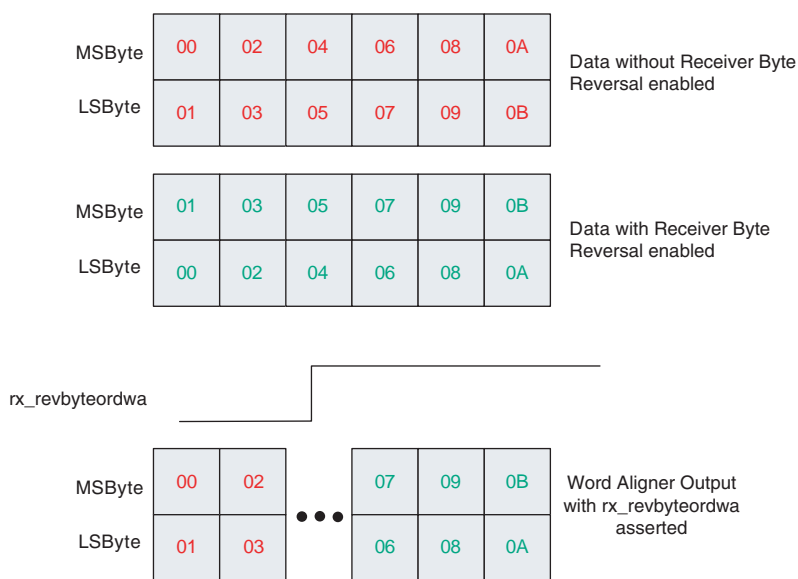 MSByte 00 02 04 06 08 0A
LSByte 01 03 05 07 09 0B
Data without Receiver Byte
Reversal enabled
MSByte 01 03 05 07 09 0B
LSByte 00 02 04 06 08 0A
Data with Receiver Byte
Reversal enabled
rx_revbyteordwa
MSByte 00 02 07 09 0B
LSByte 01 03 06 08 0A
Word Aligner Output
with rx_revbyteordwa
asserted